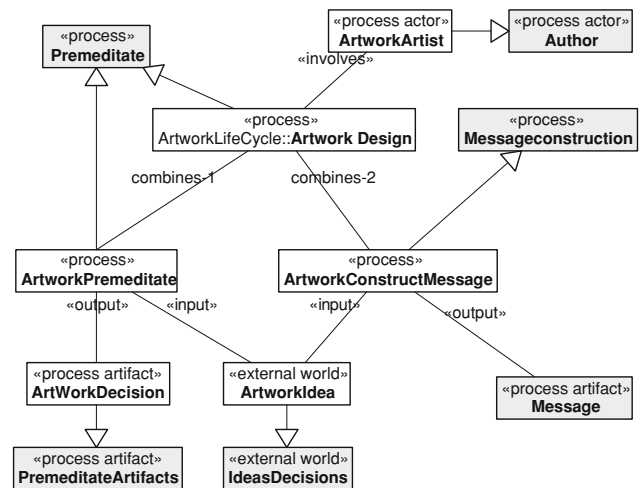 «process actor»
ArtworkArtist
«process actor»
Author
«process»
Premeditate
«involves»
«process»
ArtworkLifeCycle::Artwork Design
«process»
Messageconstruction
combines-1
combines-2
«process»
ArtworkPremeditate
«process»
ArtworkConstructMessage
«output»
«input»
«input»
«output»
«process artifact»
ArtWorkDecision
«external world»
ArtworkIdea
«process artifact»
Message
«process artifact»
PremeditateArtifacts
«external world»
IdeasDecisions